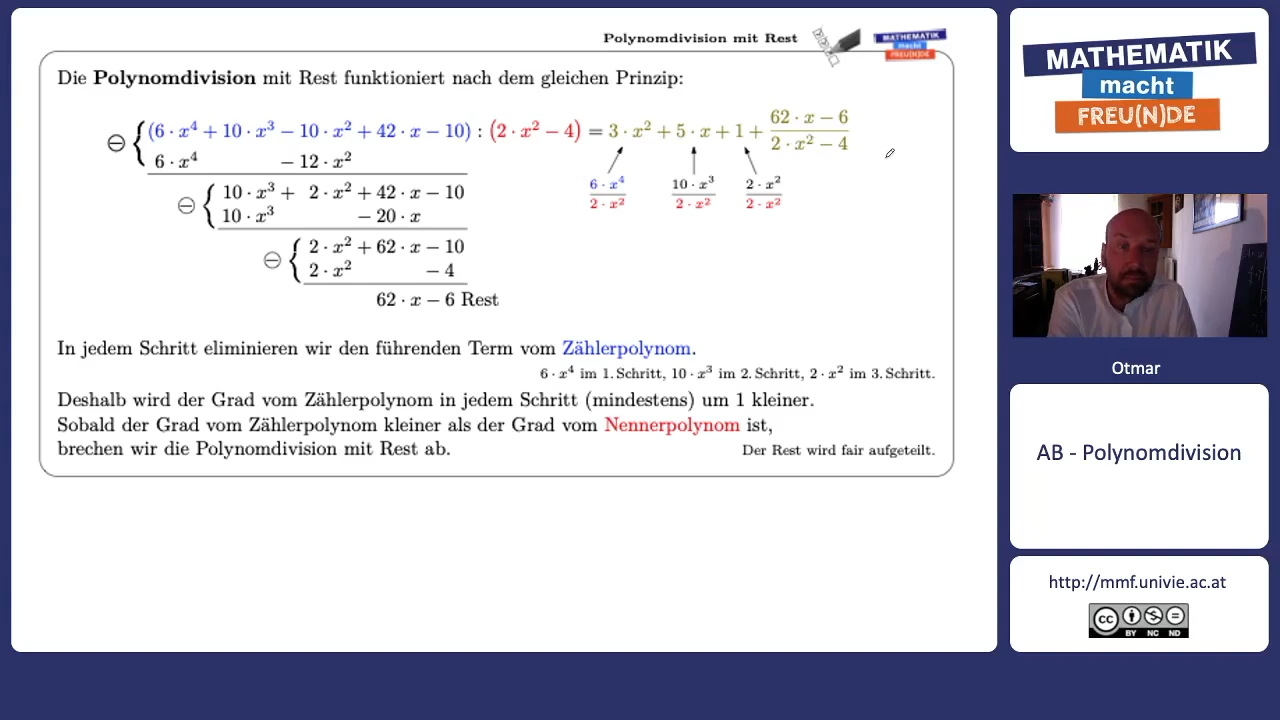 Polynomdivision mit Rest
MATHEMATIK
macht
FREU(N)DE
Die Polynomdivision mit Rest funktioniert nach dem gleichen Prinzip:
⊖ { (6 · x⁴ + 10 · x³ − 10 · x² + 42 · x − 10) : (2 · x² − 4) = 3 · x² + 5 · x + 1 + (62 · x − 6)/(2 · x² − 4)
6 · x⁴ − 12 · x²
6 · x⁴/2 · x² 10 · x³/2 · x² 2 · x²/2 · x²
⊖ { 10 · x³ + 2 · x² + 42 · x − 10
10 · x³ − 20 · x
⊖ { 2 · x² + 62 · x − 10
2 · x² − 4
62 · x − 6 Rest
In jedem Schritt eliminieren wir den führenden Term vom Zählerpolynom.
6 · x⁴ im 1. Schritt, 10 · x³ im 2. Schritt, 2 · x² im 3. Schritt.
Deshalb wird der Grad vom Zählerpolynom in jedem Schritt (mindestens) um 1 kleiner.
Sobald der Grad vom Zählerpolynom kleiner als der Grad vom Nennerpolynom ist,
brechen wir die Polynomdivision mit Rest ab.
Der Rest wird fair aufgeteilt.
MATHEMATIK
macht
FREU(N)DE
Otmar
AB - Polynomdivision
http://mmf.univie.ac.at
CC BY NC ND